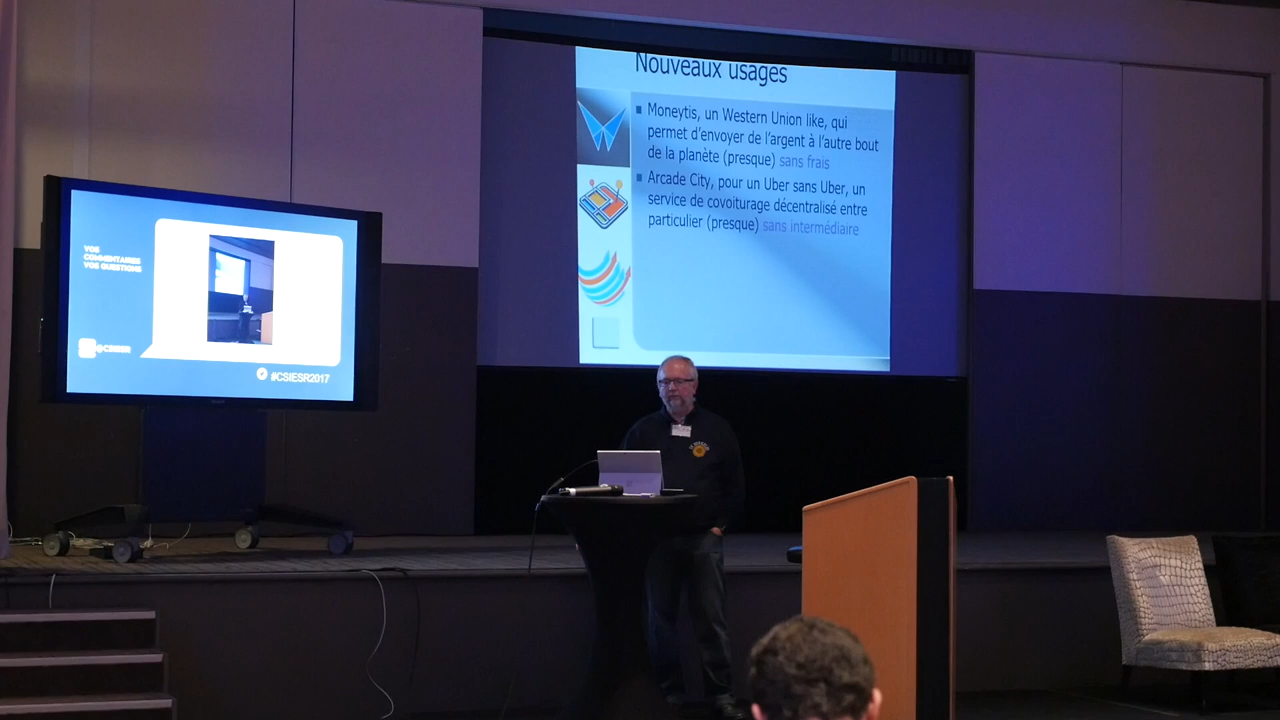 Nouveaux usages
Moneytis, un Western Union like, qui
permet d'envoyer de l'argent à l'autre bout
de la planète (presque) sans frais
Arcade City, pour un Uber sans Uber, un
service de covoiturage décentralisé entre
particulier (presque) sans intermédiaire
VOS
COMMENTAIRES
VOS QUESTIONS
@CSIESR
#CSIESR2017